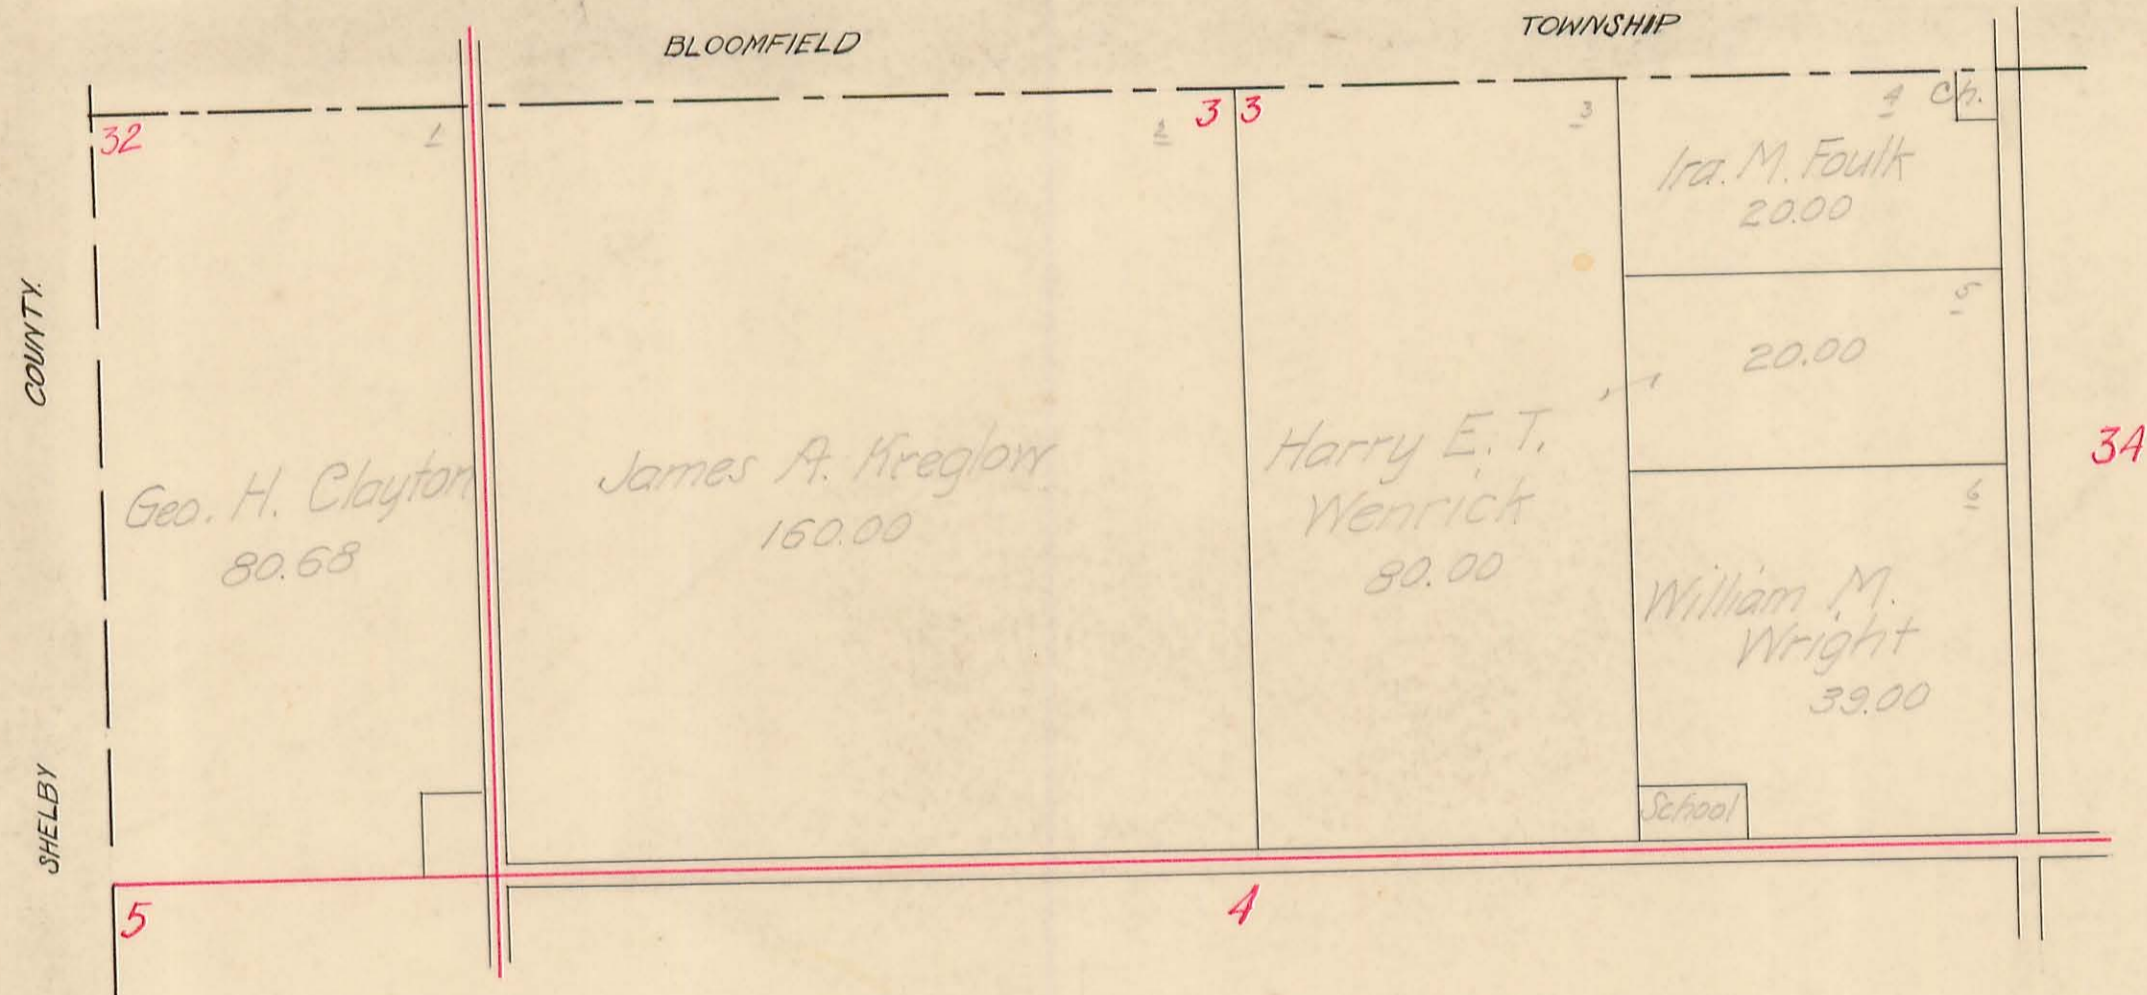 BLOOMFIELD TOWNSHIP
COUNTY.
SHELBY
32
1
2
3 3
3
4
Ch.
Ira. M. Foulk
20.00
5
20.00
34
Geo. H. Clayton
80.68
James A. Kreglow
160.00
Harry E. T.
Wenrick
80.00
6
William M.
Wright
39.00
School
5
4